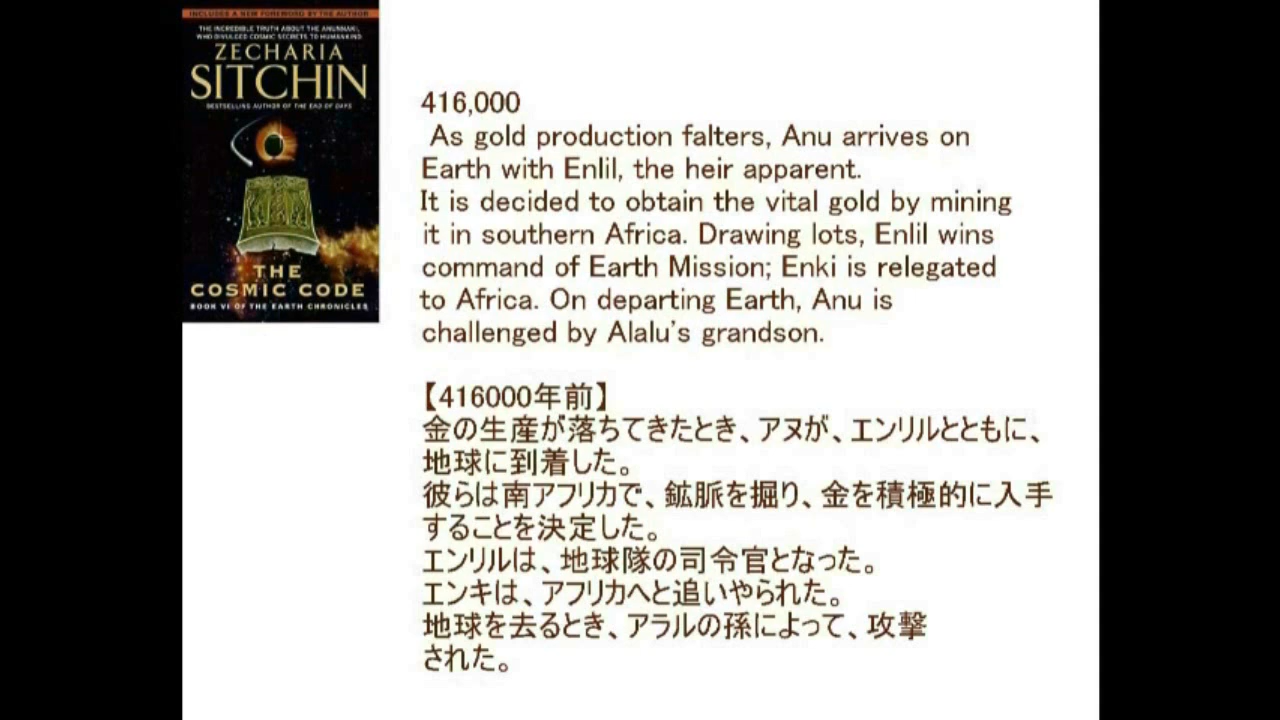 INCLUDES A NEW FOREWORD BY THE AUTHOR
THE INCREDIBLE TRUTH ABOUT THE ANUNNAKI,
WHO DIVULGED COSMIC SECRETS TO HUMANKIND
ZECHARIA
SITCHIN
BESTSELLING AUTHOR OF THE END OF DAYS
THE
COSMIC CODE
BOOK VI OF THE EARTH CHRONICLES
416,000
As gold production falters, Anu arrives on
Earth with Enlil, the heir apparent.
It is decided to obtain the vital gold by mining
it in southern Africa. Drawing lots, Enlil wins
command of Earth Mission; Enki is relegated
to Africa. On departing Earth, Anu is
challenged by Alalu's grandson.
【416000年前】
金の生産が落ちてきたとき、アヌが、エンリルとともに、
地球に到着した。
彼らは南アフリカで、鉱脈を掘り、金を積極的に入手
することを決定した。
エンリルは、地球隊の司令官となった。
エンキは、アフリカへと追いやられた。
地球を去るとき、アラルの孫によって、攻撃
された。